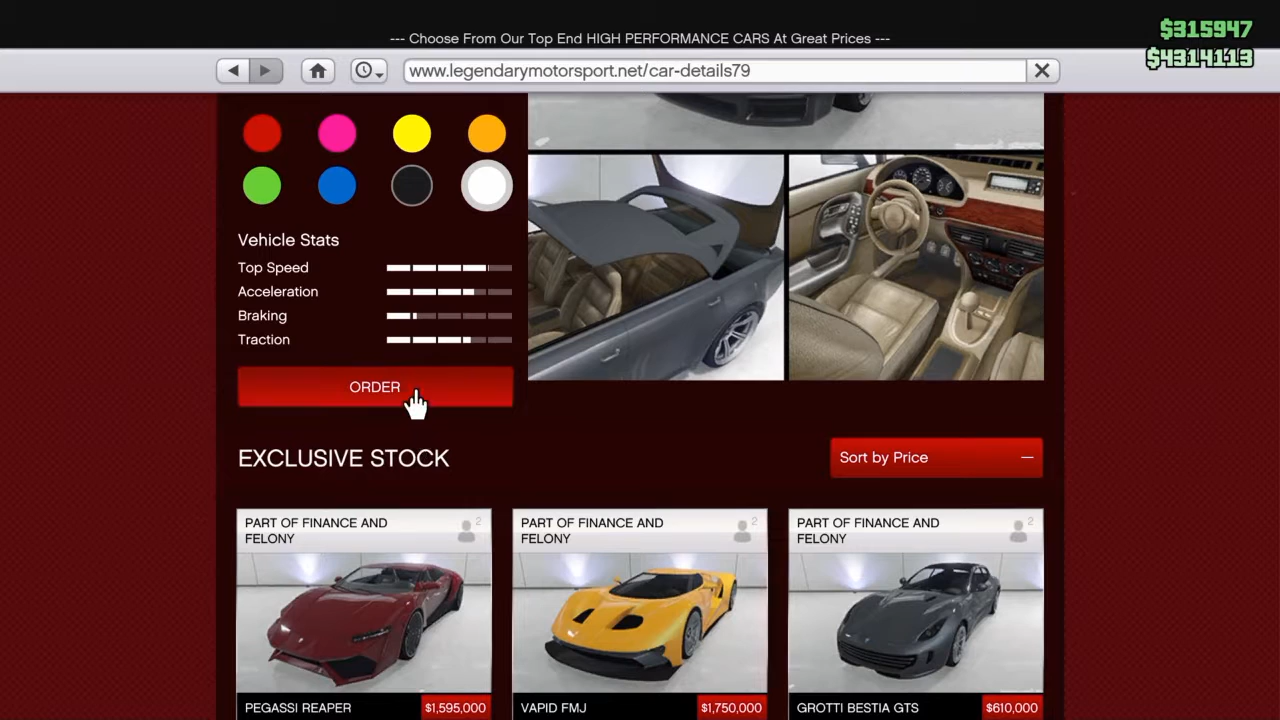 --- Choose From Our Top End HIGH PERFORMANCE CARS At Great Prices ---
$315947
$4314113
www.legendarymotorsport.net/car-details79
Vehicle Stats
Top Speed
Acceleration
Braking
Traction
ORDER
EXCLUSIVE STOCK
Sort by Price
PART OF FINANCE AND
FELONY
2
PART OF FINANCE AND
FELONY
2
PART OF FINANCE AND
FELONY
2
PEGASSI REAPER
$1,595,000
VAPID FMJ
$1,750,000
GROTTI BESTIA GTS
$610,000